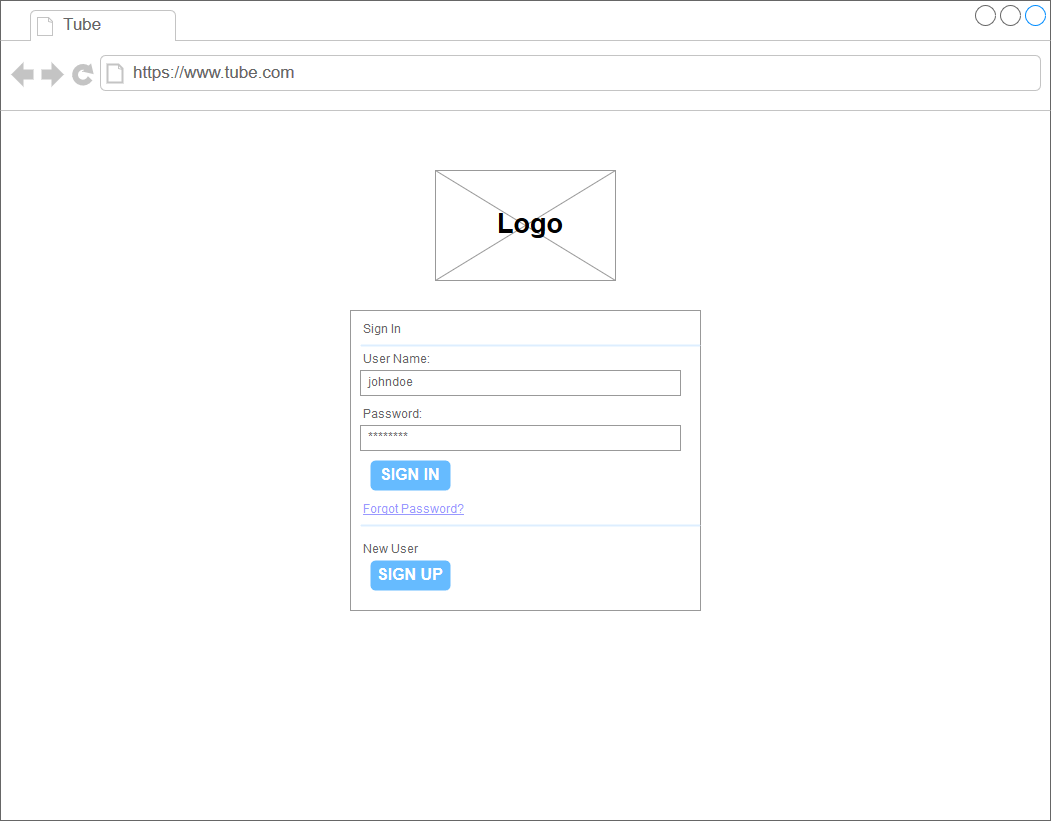 Tube
https://www.tube.com
Logo
Sign In
User Name:
johndoe
Password:
********
SIGN IN
Forgot Password?
New User
SIGN UP